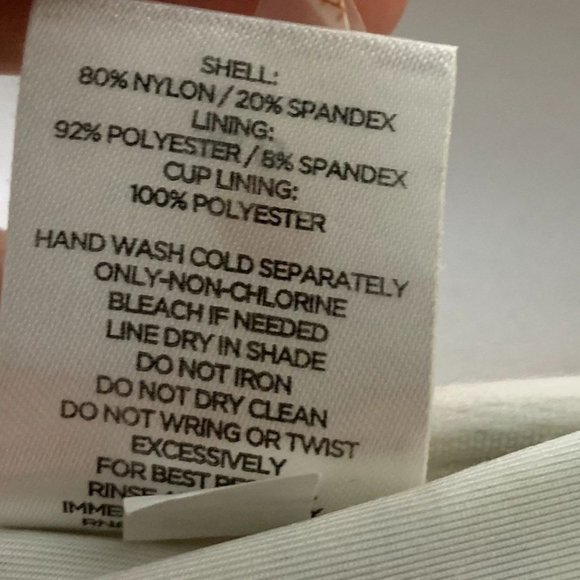 SHELL:
80% NYLON / 20% SPANDEX
LINING:
92% POLYESTER / 8% SPANDEX
CUP LINING:
100% POLYESTER
HAND WASH COLD SEPARATELY
ONLY-NON-CHLORINE
BLEACH IF NEEDED
LINE DRY IN SHADE
DO NOT IRON
DO NOT DRY CLEAN
DO NOT WRING OR TWIST
EXCESSIVELY
FOR BEST